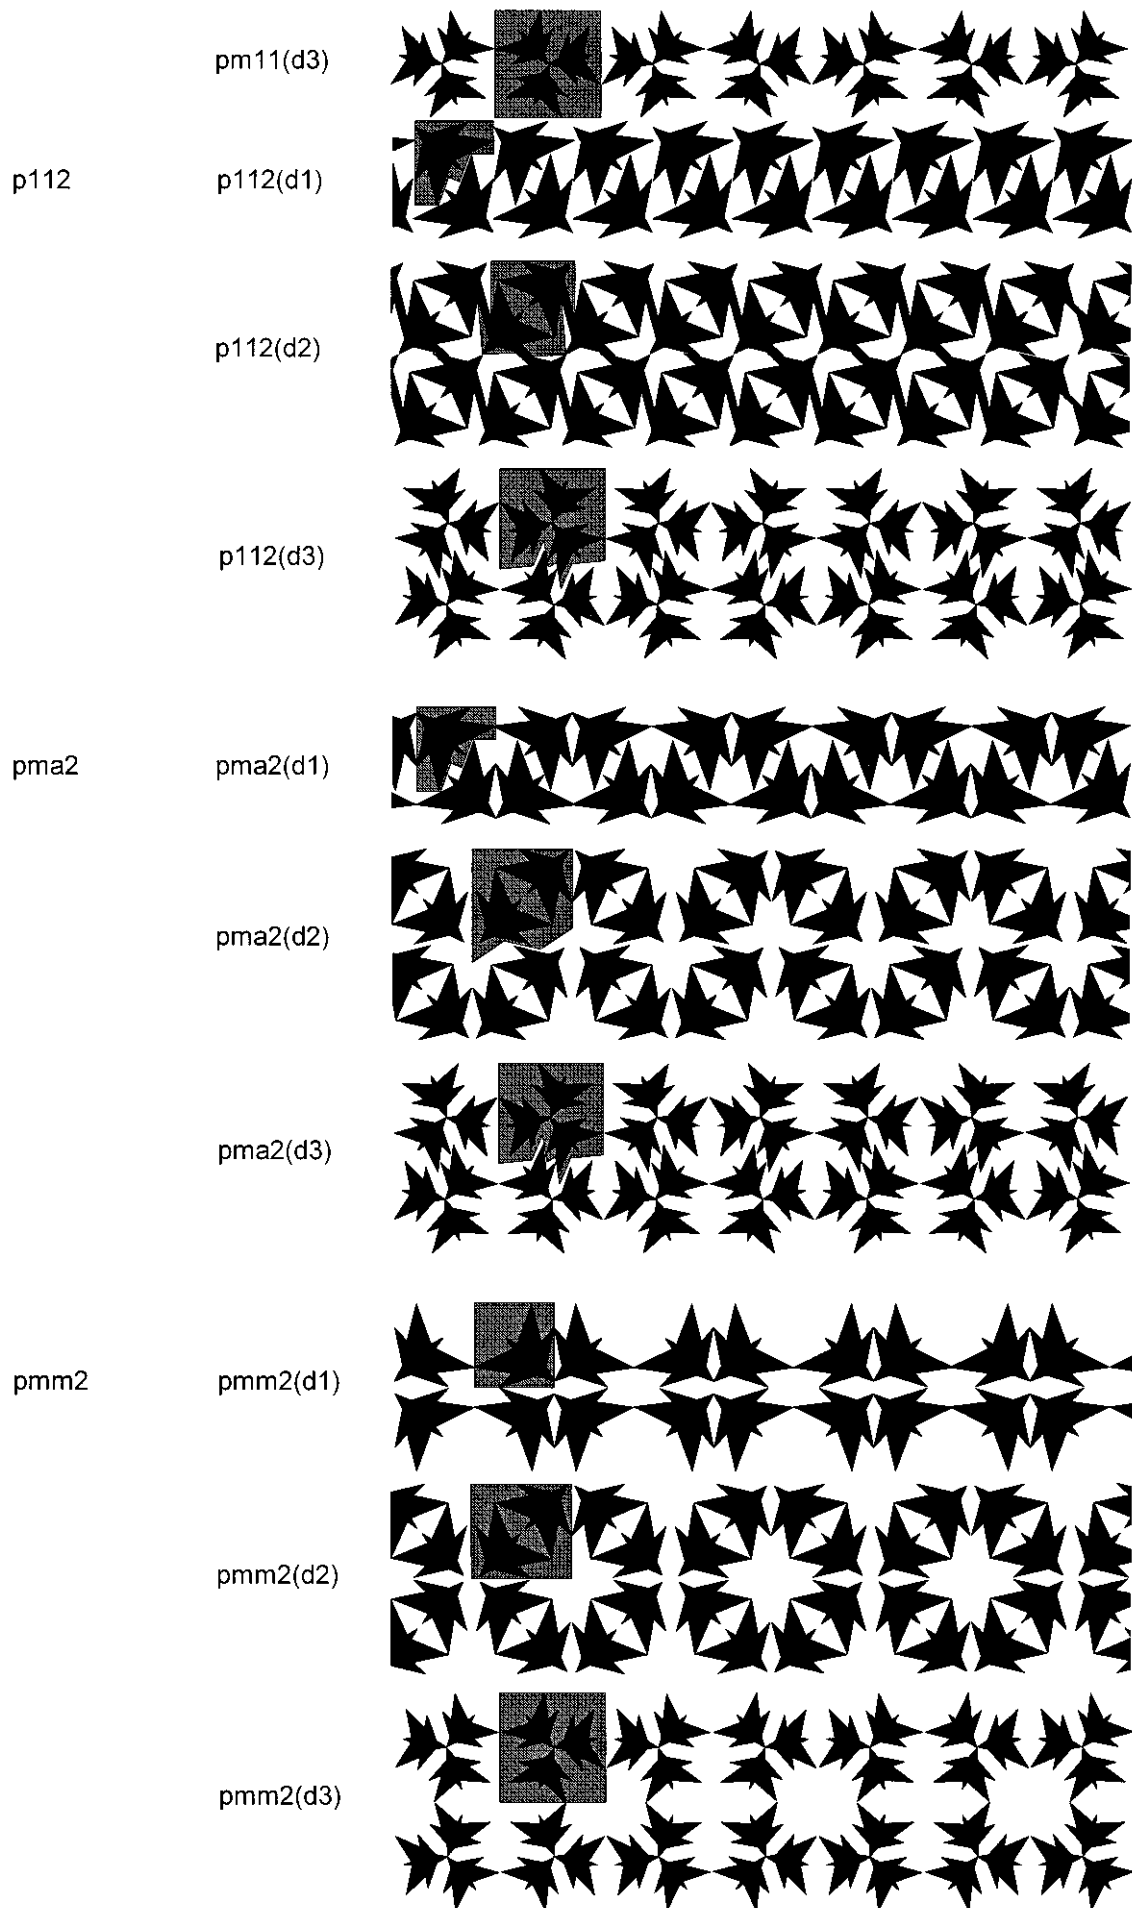 pm11(d3)
p112 p112(d1)
p112(d2)
p112(d3)
pma2 pma2(d1)
pma2(d2)
pma2(d3)
pmm2 pmm2(d1)
pmm2(d2)
pmm2(d3)